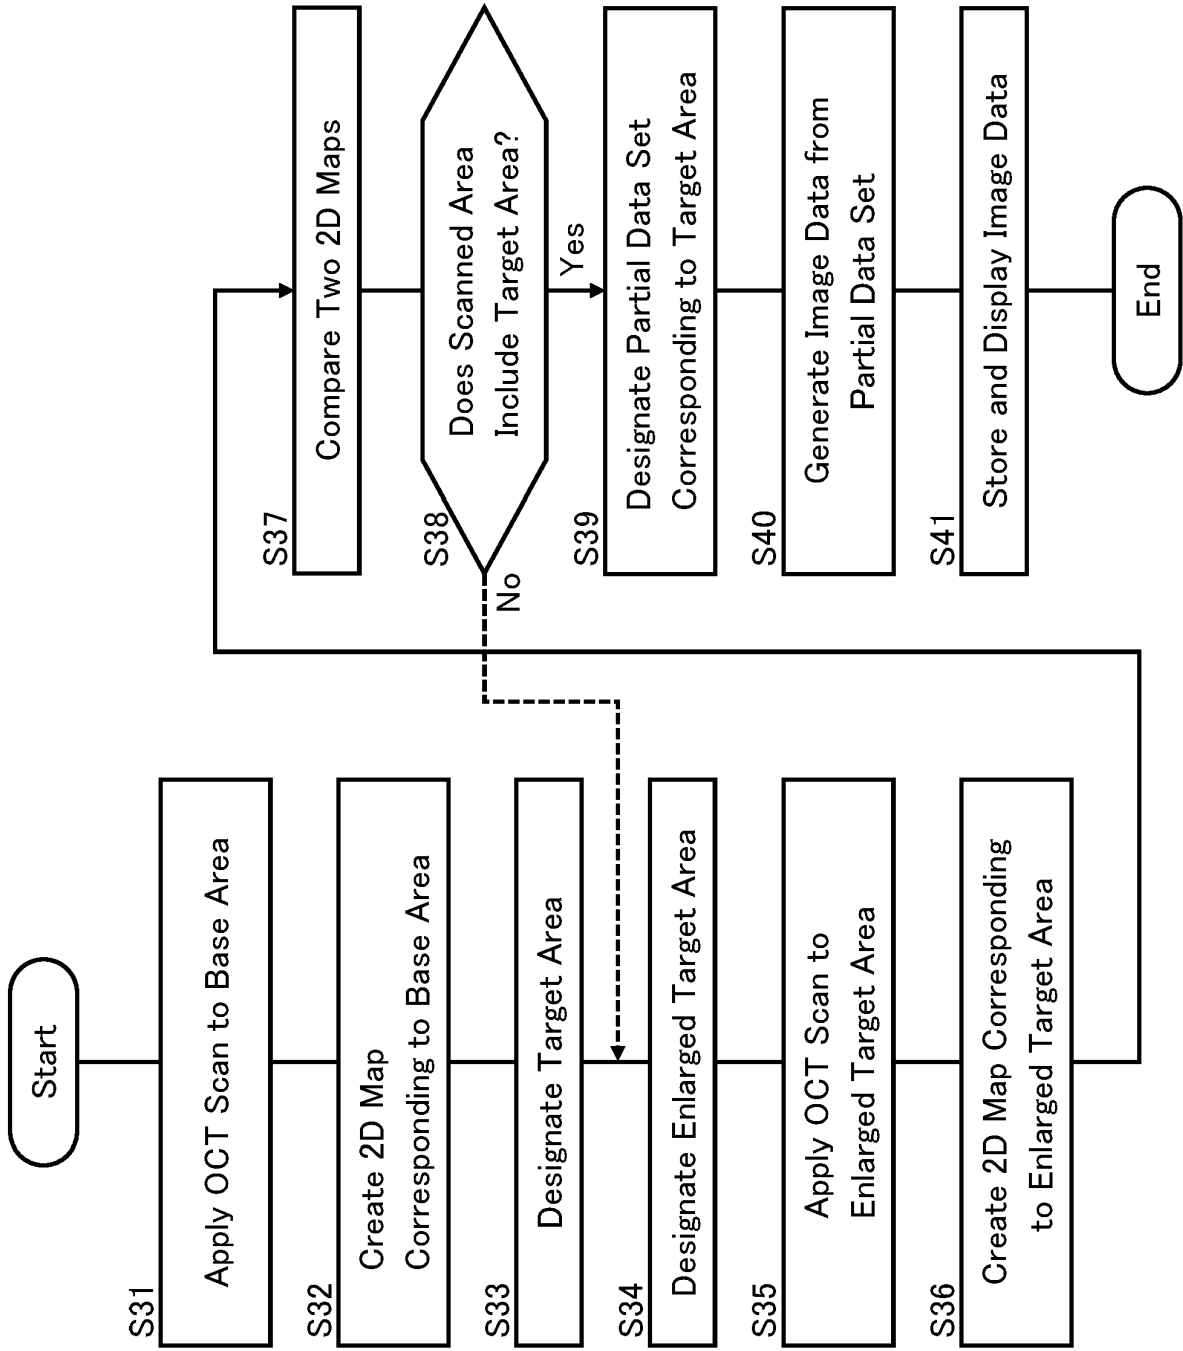 Start
S31
Apply OCT Scan to Base Area
S32
Create 2D Map
Corresponding to Base Area
S33
Designate Target Area
S34
Designate Enlarged Target Area
S35
Apply OCT Scan to
Enlarged Target Area
S36
Create 2D Map Corresponding
to Enlarged Target Area
S37
Compare Two 2D Maps
S38
Does Scanned Area
Include Target Area?
No
Yes
S39
Designate Partial Data Set
Corresponding to Target Area
S40
Generate Image Data from
Partial Data Set
S41
Store and Display Image Data
End